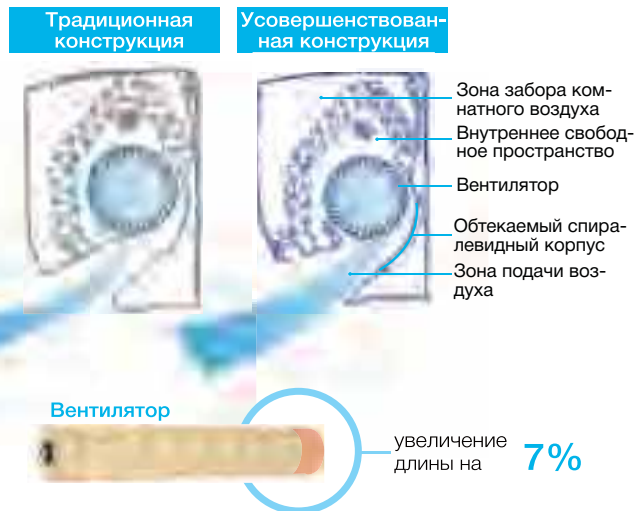 Традиционная
конструкция
Усовершенствован-
ная конструкция
Зона забора ком-
натного воздуха
Внутреннее свобод-
ное пространство
Вентилятор
Обтекаемый спира-
левидный корпус
Зона подачи воз-
духа
Вентилятор
увеличение
длины на
7%